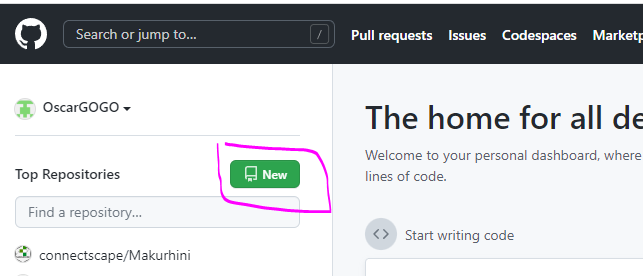 Search or jump to... /
Pull requests Issues Codespaces Marketp
OscarGOGO
Top Repositories
New
Find a repository...
connectscape/Makurhini
The home for all de
Welcome to your personal dashboard, where
lines of code.
Start writing code